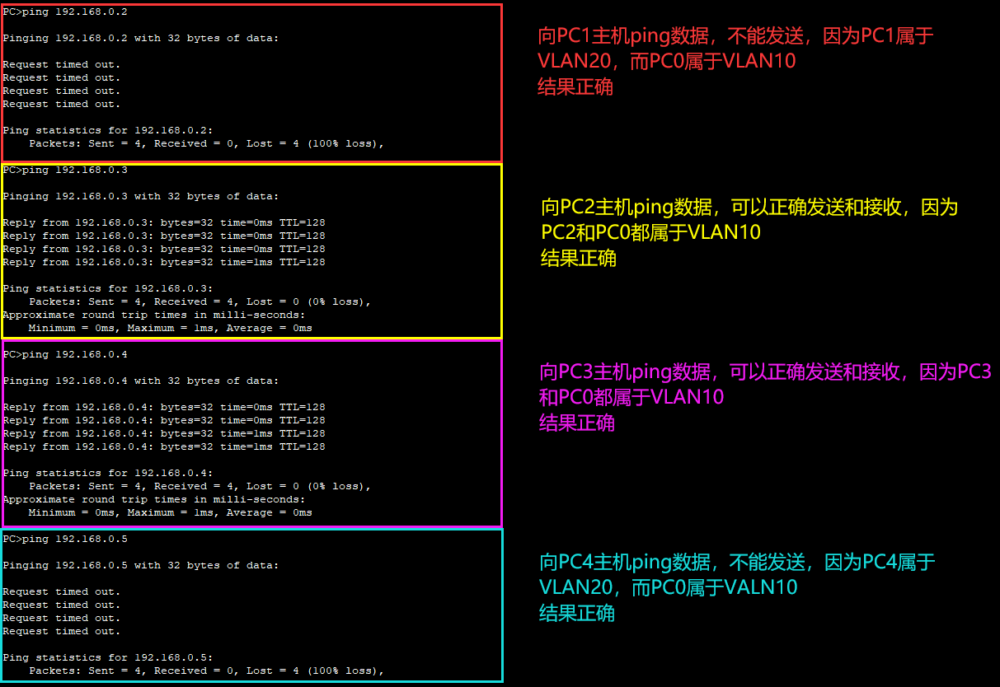 PC>ping 192.168.0.2
Pinging 192.168.0.2 with 32 bytes of data:
Request timed out.
Request timed out.
Request timed out.
Request timed out.
Ping statistics for 192.168.0.2:
Packets: Sent = 4, Received = 0, Lost = 4 (100% loss),
向PC1主机ping数据，不能发送，因为PC1属于
VLAN20，而PC0属于VLAN10
结果正确
PC>ping 192.168.0.3
Pinging 192.168.0.3 with 32 bytes of data:
Reply from 192.168.0.3: bytes=32 time=0ms TTL=128
Reply from 192.168.0.3: bytes=32 time=0ms TTL=128
Reply from 192.168.0.3: bytes=32 time=0ms TTL=128
Reply from 192.168.0.3: bytes=32 time=1ms TTL=128
Ping statistics for 192.168.0.3:
Packets: Sent = 4, Received = 4, Lost = 0 (0% loss),
Approximate round trip times in milli-seconds:
Minimum = 0ms, Maximum = 1ms, Average = 0ms
向PC2主机ping数据，可以正确发送和接收，因为
PC2和PC0都属于VLAN10
结果正确
PC>ping 192.168.0.4
Pinging 192.168.0.4 with 32 bytes of data:
Reply from 192.168.0.4: bytes=32 time=0ms TTL=128
Reply from 192.168.0.4: bytes=32 time=0ms TTL=128
Reply from 192.168.0.4: bytes=32 time=1ms TTL=128
Reply from 192.168.0.4: bytes=32 time=1ms TTL=128
Ping statistics for 192.168.0.4:
Packets: Sent = 4, Received = 4, Lost = 0 (0% loss),
Approximate round trip times in milli-seconds:
Minimum = 0ms, Maximum = 1ms, Average = 0ms
向PC3主机ping数据，可以正确发送和接收，因为PC3
和PC0都属于VLAN10
结果正确
PC>ping 192.168.0.5
Pinging 192.168.0.5 with 32 bytes of data:
Request timed out.
Request timed out.
Request timed out.
Request timed out.
Ping statistics for 192.168.0.5:
Packets: Sent = 4, Received = 0, Lost = 4 (100% loss),
向PC4主机ping数据，不能发送，因为PC4属于
VLAN20，而PC0属于VALN10
结果正确